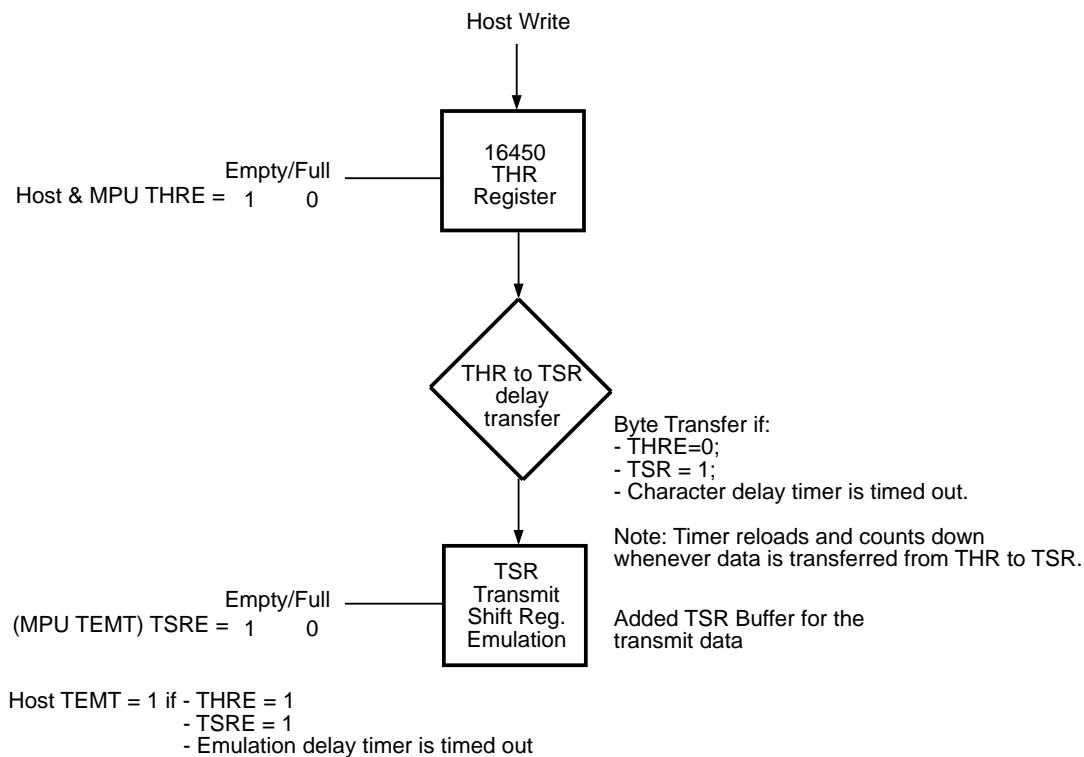 Host Write
16450
THR
Register
Empty/Full
Host & MPU THRE = 1 0
THR to TSR
delay
transfer
Byte Transfer if:
- THRE=0;
- TSR = 1;
- Character delay timer is timed out.
Note: Timer reloads and counts down
whenever data is transferred from THR to TSR.
TSR
Transmit
Shift Reg.
Emulation
Empty/Full
(MPU TEMT) TSRE = 1 0
Added TSR Buffer for the
transmit data
Host TEMT = 1 if - THRE = 1
- TSRE = 1
- Emulation delay timer is timed out